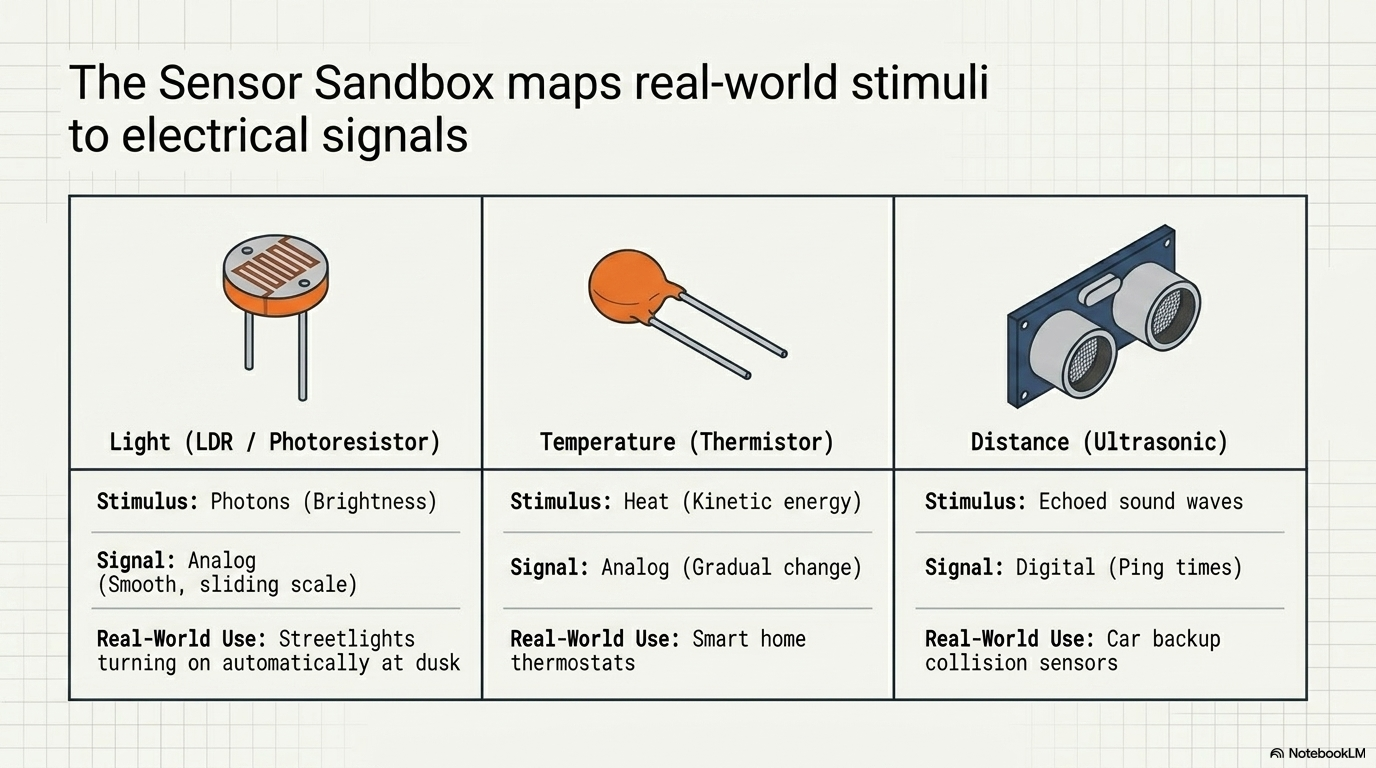 The Sensor Sandbox maps real-world stimuli
to electrical signals
Light (LDR / Photoresistor)
Stimulus: Photons (Brightness)
Signal: Analog
(Smooth, sliding scale)
Real-World Use: Streetlights
turning on automatically at dusk
Temperature (Thermistor)
Stimulus: Heat (Kinetic energy)
Signal: Analog (Gradual change)
Real-World Use: Smart home
thermostats
Distance (Ultrasonic)
Stimulus: Echoed sound waves
Signal: Digital (Ping times)
Real-World Use: Car backup
collision sensors
NotebookLM